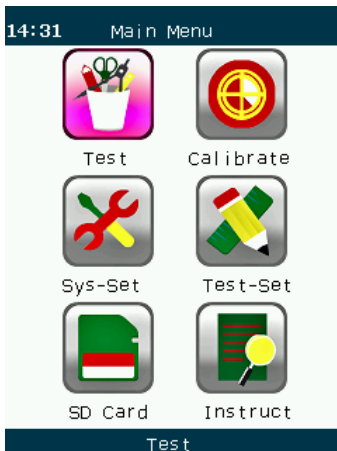 14:31 Main Menu
Test Calibrate
Sys-Set Test-Set
SD Card Instruct
Test